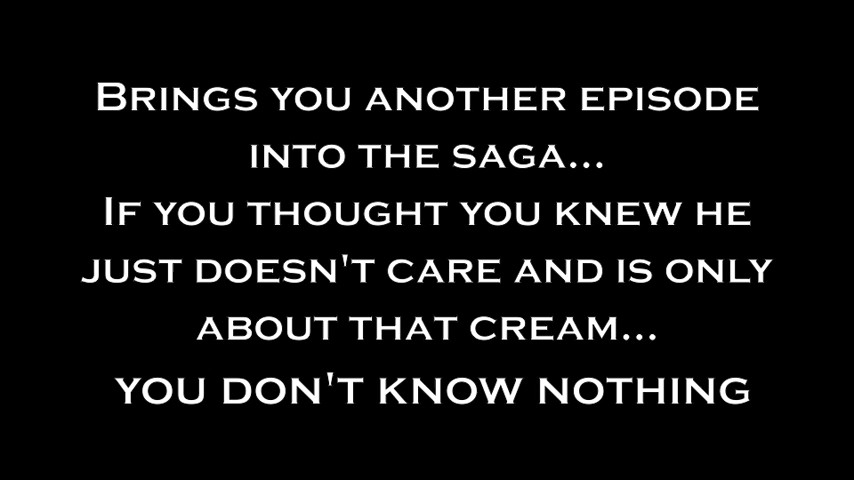 Brings you another episode
into the saga...
If you thought you knew he
just doesn't care and is only
about that cream...
you don't know nothing